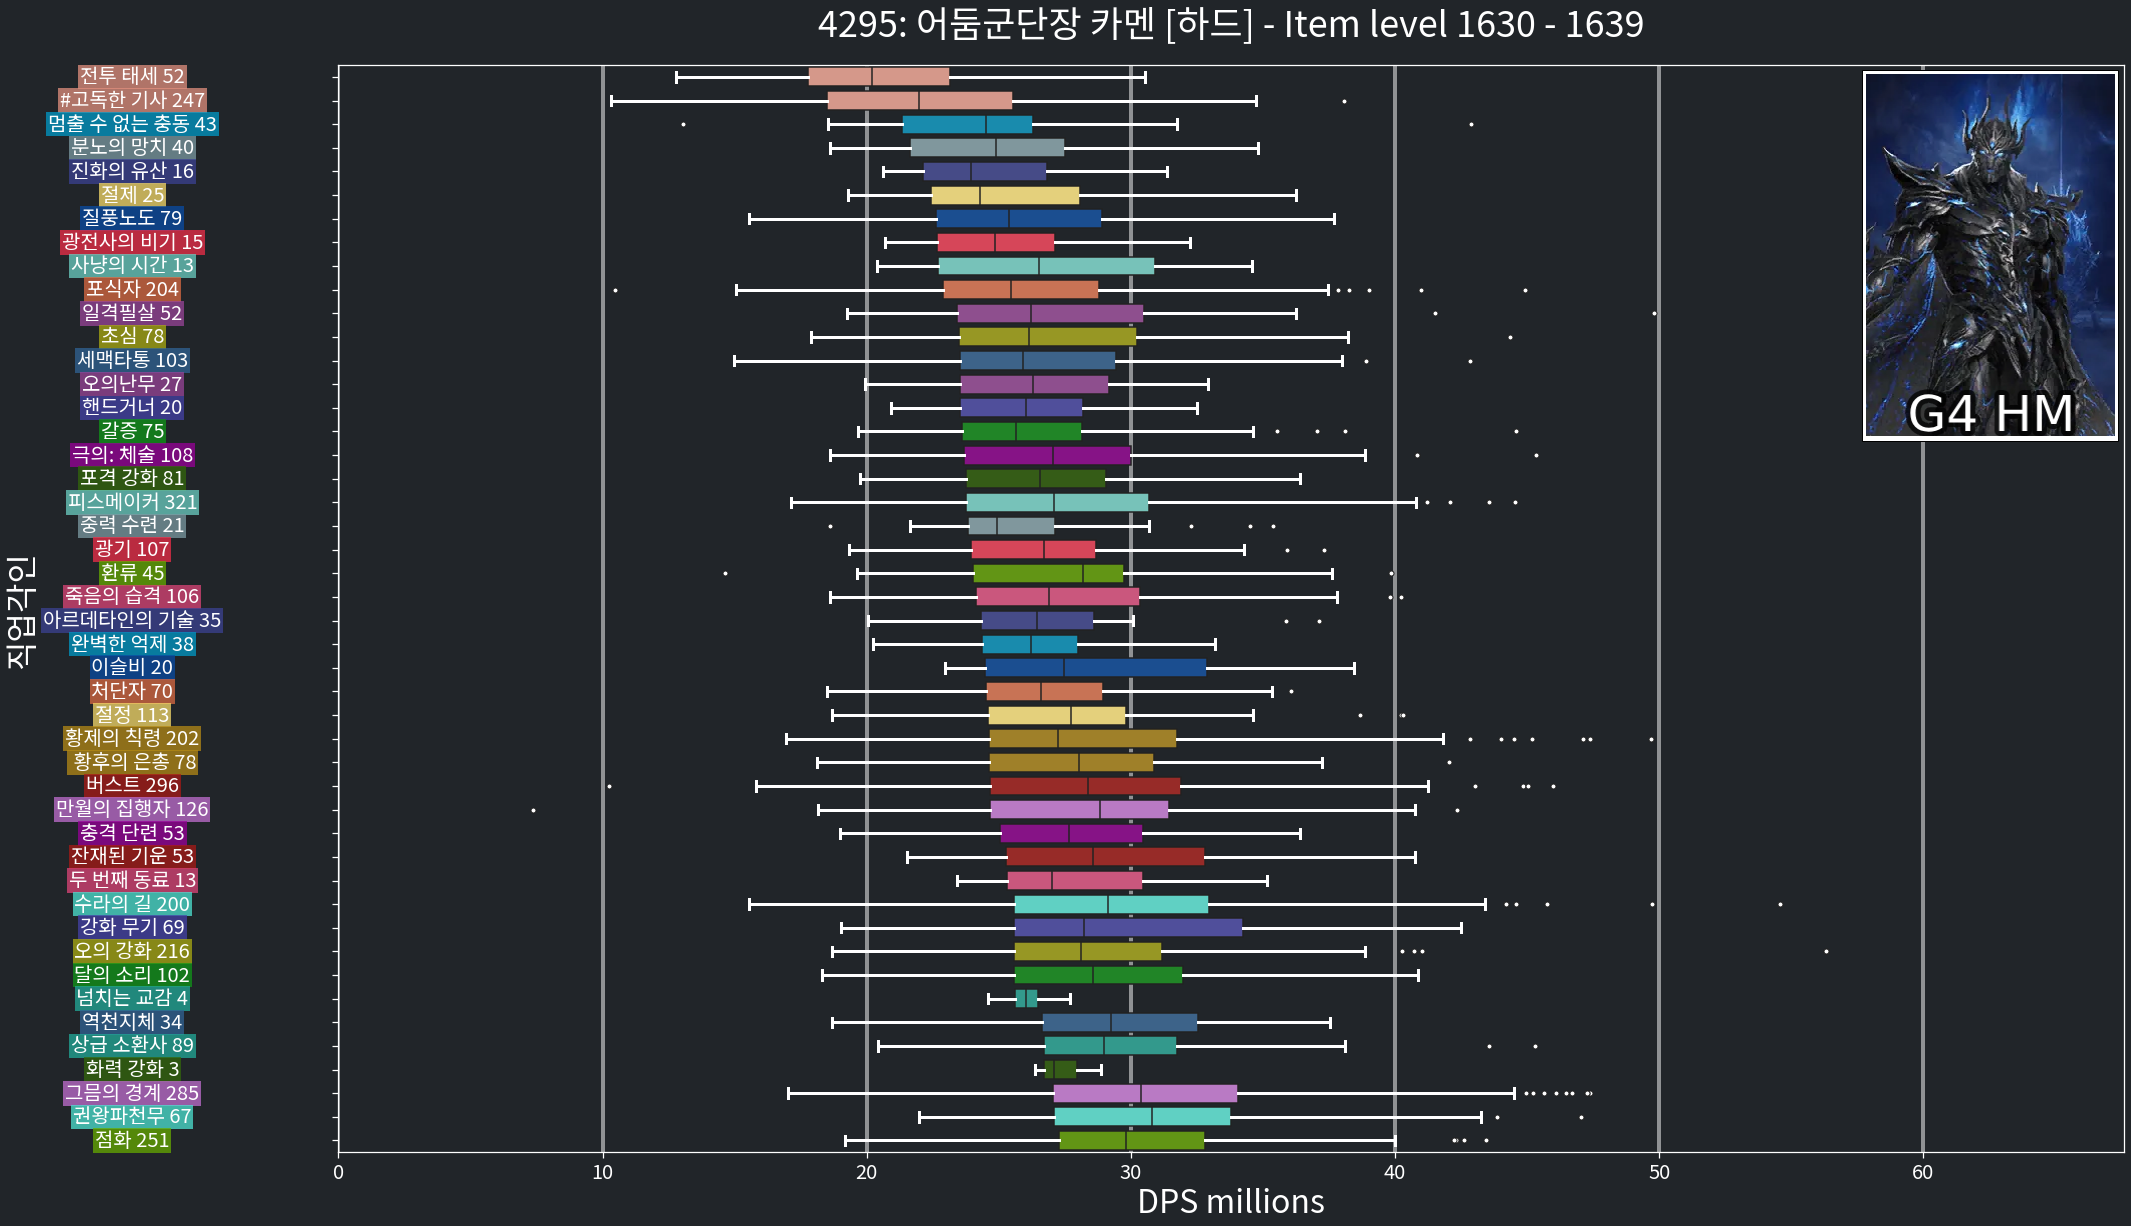 4295: 어둠군단장 카멘 [하드] - Item level 1630 - 1639
전투 태세 52
#고독한 기사 247
멈출 수 없는 충동 43
분노의 망치 40
진화의 유산 16
절제 25
질풍노도 79
광전사의 비기 15
사냥의 시간 13
포식자 204
일격필살 52
초심 78
세맥타통 103
오의난무 27
핸드거너 20
갈증 75
극의: 체술 108
포격 강화 81
피스메이커 321
중력 수련 21
광기 107
환류 45
죽음의 습격 106
아르데타인의 기술 35
완벽한 억제 38
이슬비 20
처단자 70
절정 113
황제의 칙령 202
황후의 은총 78
버스트 296
만월의 집행자 126
충격 단련 53
잔재된 기운 53
두 번째 동료 13
수라의 길 200
강화 무기 69
오의 강화 216
달의 소리 102
넘치는 교감 4
역천지체 34
상급 소환사 89
화력 강화 3
그믐의 경계 285
권왕파천무 67
점화 251
직업각인
G4 HM
0 10 20 30 40 50 60
DPS millions